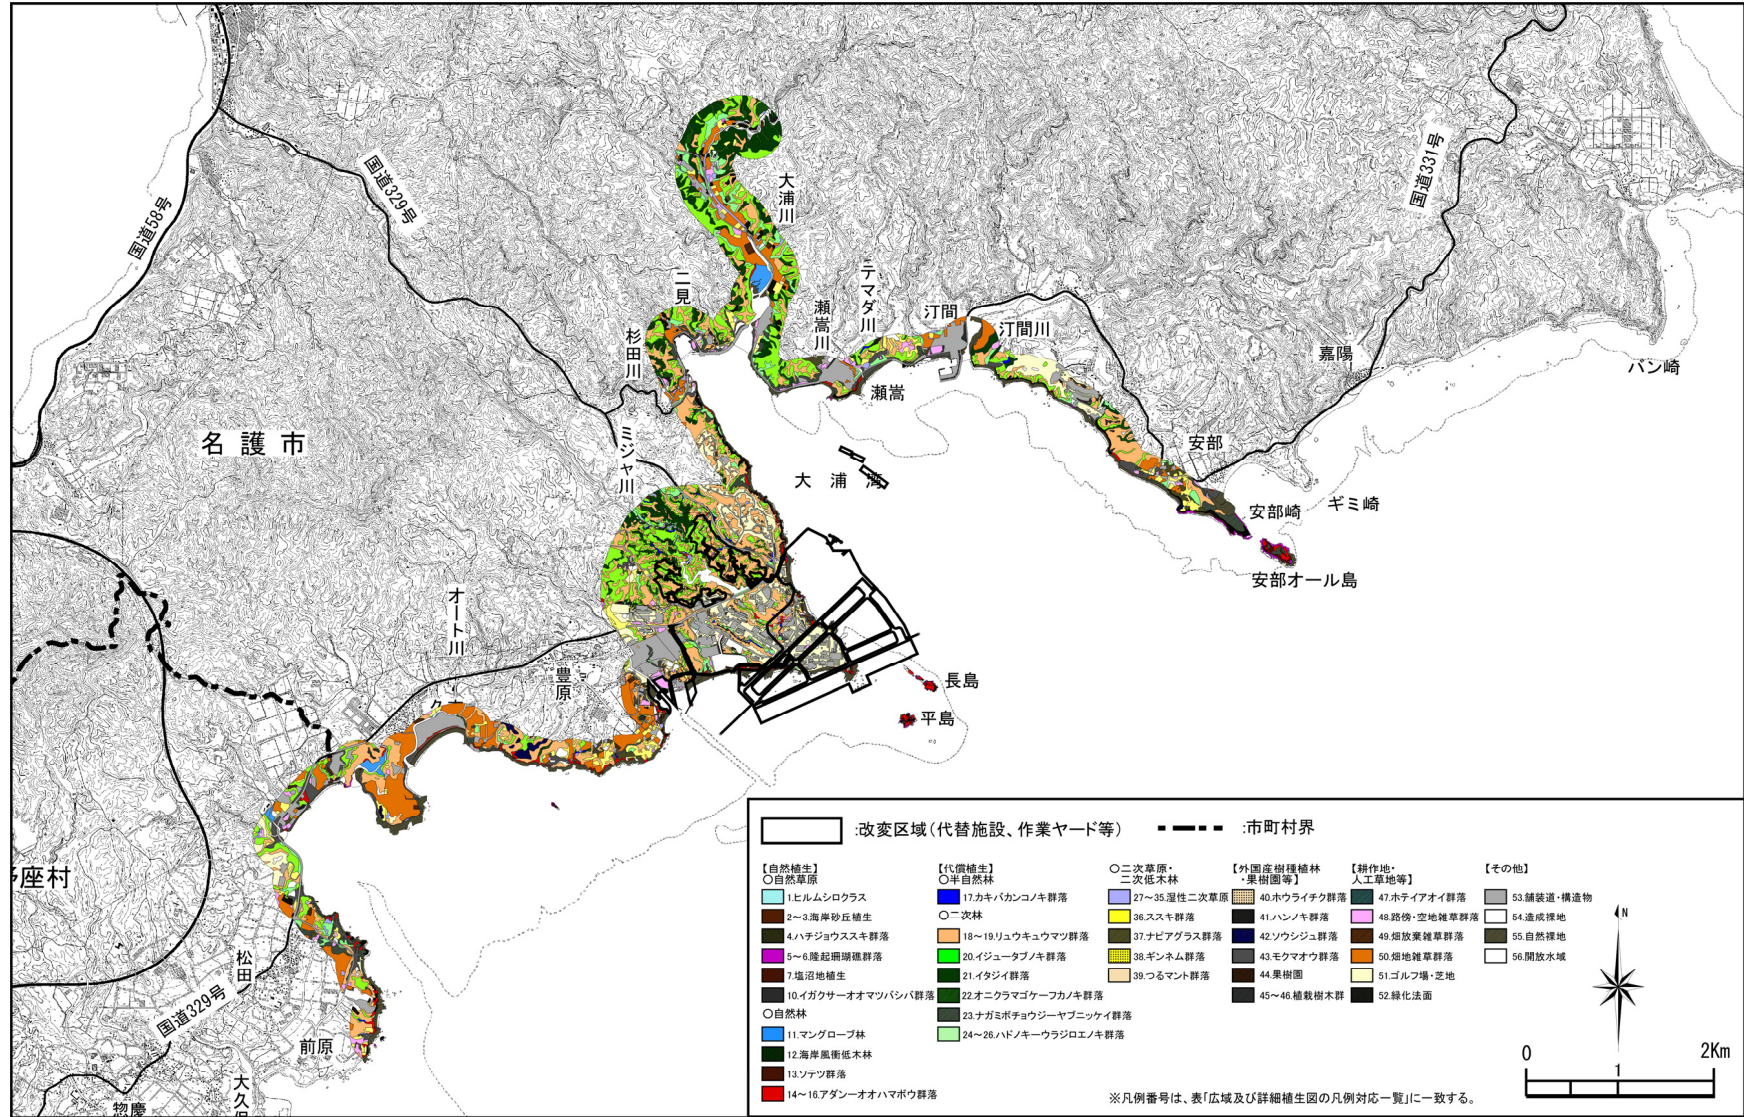 国道58号
国道329号
国道331号
大浦川
二見
杉田川
瀬嵩川
テマダ川
汀間
汀間川
嘉陽
バン崎
瀬嵩
安部
名護市
ミジャ川
大浦湾
ギミ崎
安部崎
安部オール島
オート川
豊原
長島
平島
座村
松田
国道329号
前原
惣慶
:改変区域(代替施設、作業ヤード等)
:市町村界
【自然植生】
○自然草原
1.ヒルムシロクラス
2～3.海岸砂丘植生
4.ハチジョウススキ群落
5～6.隆起珊瑚礁群落
7.塩沼地植生
10.イガクサーオオマツバシバ群落
○自然林
11.マングローブ林
12.海岸風衝低木林
13.ソテツ群落
14～16.アダンーオオハマボウ群落
【代償植生】
○半自然林
17.カキバカンコノキ群落
○二次林
18～19.リュウキュウマツ群落
20.イジュータブノキ群落
21.イタジイ群落
22.オニクラマゴケーフカノキ群落
23.ナガミボチョウジーヤブニッケイ群落
24～26.ハドノキーウラジロエノキ群落
○二次草原・
二次低木林
27～35.湿性二次草原
36.ススキ群落
37.ナピアグラス群落
38.ギンネム群落
39.つるマント群落
【外国産樹種植林
・果樹園等】
40.ホウライチク群落
41.ハンノキ群落
42.ソウシジュ群落
43.モクマオウ群落
44.果樹園
45～46.植栽樹木群
【耕作地・
人工草地等】
47.ホテイアオイ群落
48.路傍・空地雑草群落
49.畑放棄雑草群落
50.畑地雑草群落
51.ゴルフ場・芝地
52.緑化法面
【その他】
53.舗装道・構造物
54.造成裸地
55.自然裸地
56.開放水域
N
0
1
2Km
※凡例番号は、表「広域及び詳細植生図の凡例対応一覧」に一致する。